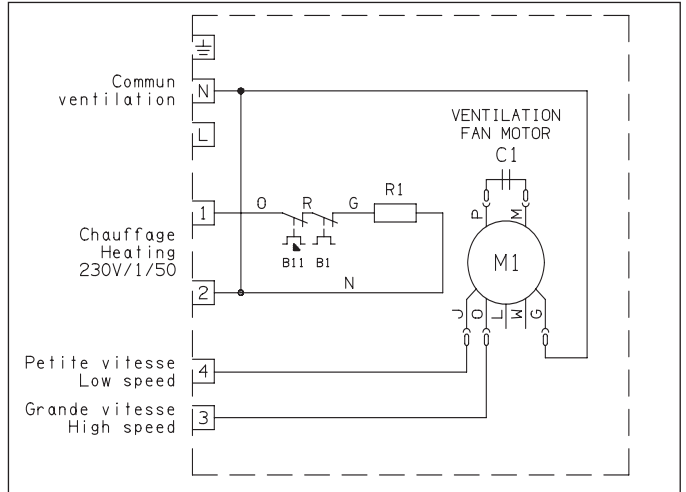 Commun
ventilation
N
L
VENTILATION
FAN MOTOR
C1
P
M
M1
J
O
L
W
G
1
O
R
G
R1
Chauffage
Heating
230V/1/50
B11
B1
2
N
Petite vitesse
Low speed
4
Grande vitesse
High speed
3